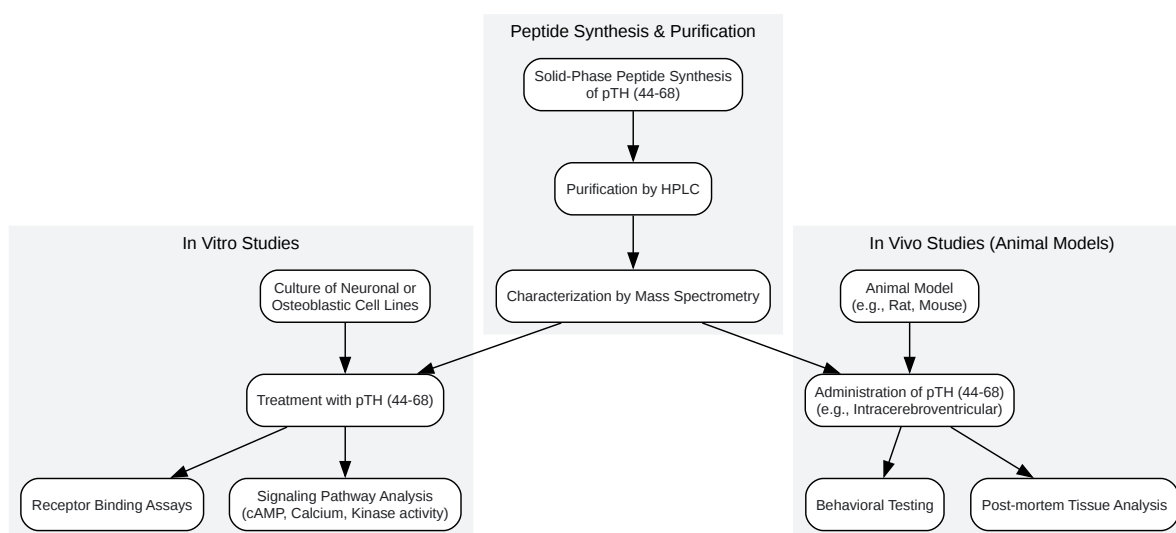 Peptide Synthesis & Purification
Solid-Phase Peptide Synthesis
of pTH (44-68)
Purification by HPLC
Characterization by Mass Spectrometry
In Vitro Studies
Culture of Neuronal or
Osteoblastic Cell Lines
Treatment with pTH (44-68)
Receptor Binding Assays
Signaling Pathway Analysis
(cAMP, Calcium, Kinase activity)
In Vivo Studies (Animal Models)
Animal Model
(e.g., Rat, Mouse)
Administration of pTH (44-68)
(e.g., Intracerebroventricular)
Behavioral Testing
Post-mortem Tissue Analysis